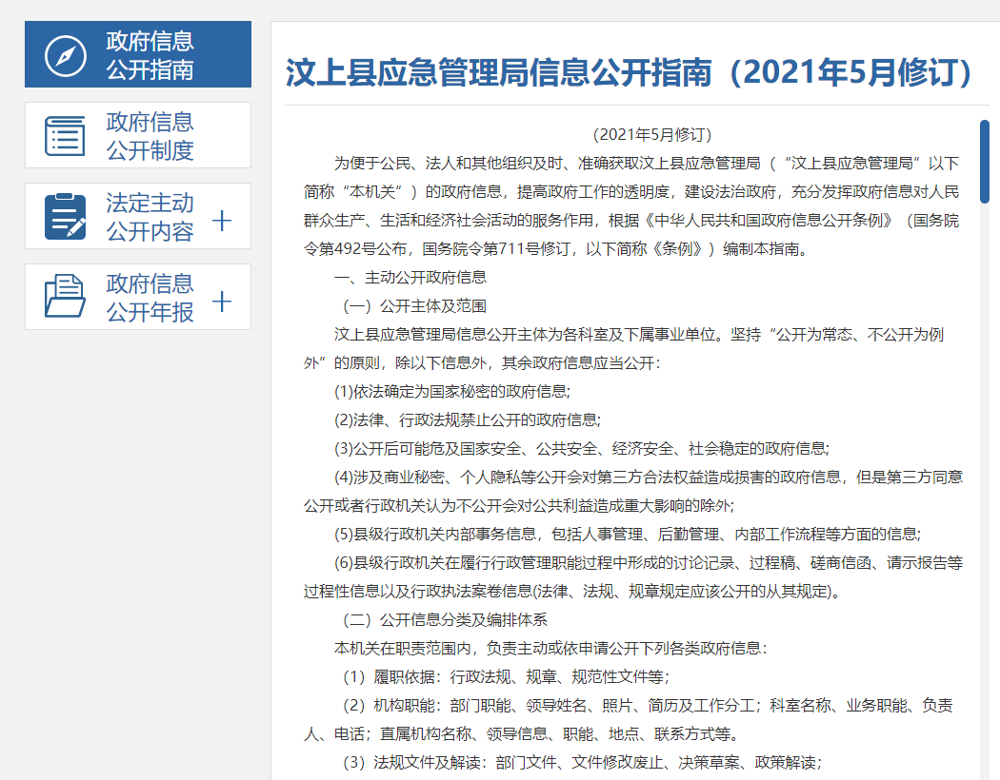 政府信息
公开指南
政府信息
公开制度
法定主动
公开内容
政府信息
公开年报
汶上县应急管理局信息公开指南（2021年5月修订）
（2021年5月修订）
为便于公民、法人和其他组织及时、准确获取汶上县应急管理局（“汶上县应急管理局”以下
简称“本机关”）的政府信息，提高政府工作的透明度，建设法治政府，充分发挥政府信息对人民
群众生产、生活和经济社会活动的服务作用，根据《中华人民共和国政府信息公开条例》（国务院
令第492号公布，国务院令第711号修订，以下简称《条例》）编制本指南。
一、主动公开政府信息
（一）公开主体及范围
汶上县应急管理局信息公开主体为各科室及下属事业单位。坚持“公开为常态、不公开为例
外”的原则，除以下信息外，其余政府信息应当公开：
(1)依法确定为国家秘密的政府信息;
(2)法律、行政法规禁止公开的政府信息;
(3)公开后可能危及国家安全、公共安全、经济安全、社会稳定的政府信息;
(4)涉及商业秘密、个人隐私等公开会对第三方合法权益造成损害的政府信息，但是第三方同意
公开或者行政机关认为不公开会对公共利益造成重大影响的除外;
(5)县级行政机关内部事务信息，包括人事管理、后勤管理、内部工作流程等方面的信息;
(6)县级行政机关在履行行政管理职能过程中形成的讨论记录、过程稿、磋商信函、请示报告等
过程性信息以及行政执法案卷信息(法律、法规、规章规定应该公开的从其规定)。
（二）公开信息分类及编排体系
本机关在职责范围内，负责主动或依申请公开下列各类政府信息：
（1）履职依据：行政法规、规章、规范性文件等；
（2）机构职能：部门职能、领导姓名、照片、简历及工作分工；科室名称、业务职能、负责
人、电话；直属机构名称、领导信息、职能、地点、联系方式等。
（3）法规文件及解读：部门文件、文件修改废止、决策草案、政策解读；